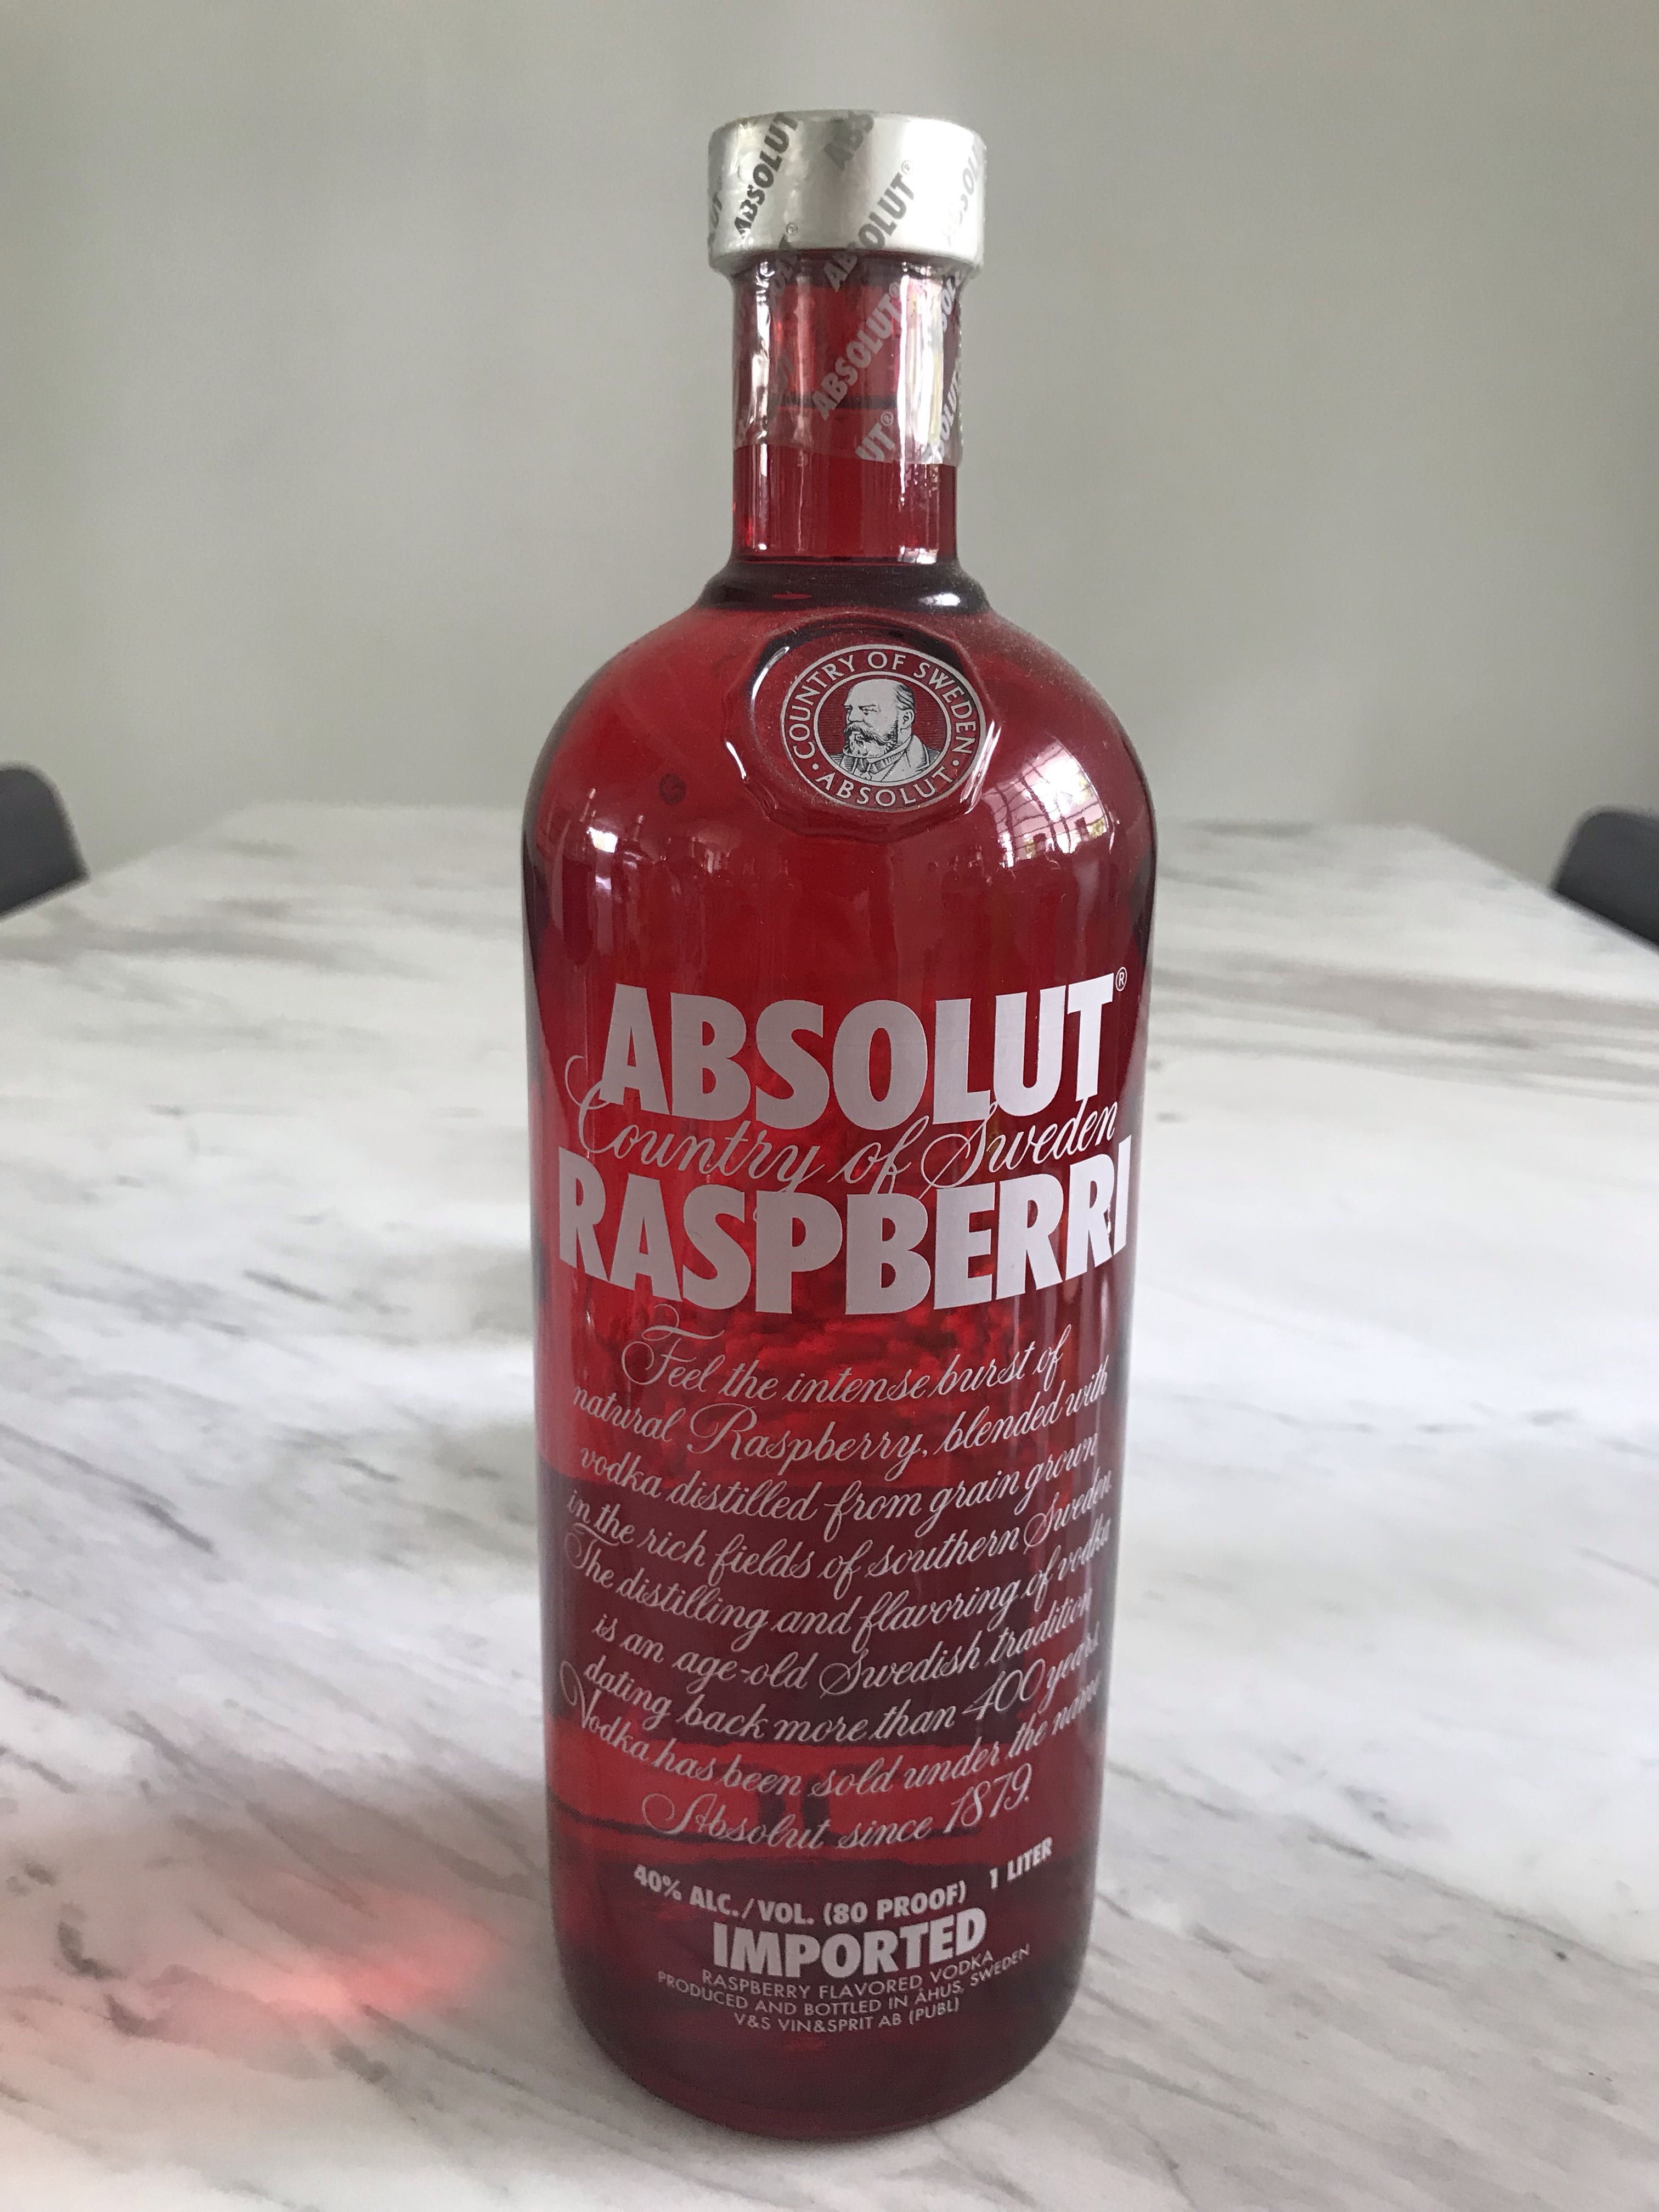 ABSOLUT
ABS
ABSOLUT®
ABSOLUT®
UT®
COUNTRY OF SWEDEN
ABSOLUT
ABSOLUT®
Country of Sweden
RASPBERRI
Feel the intense burst of
natural Raspberry, blended with
vodka distilled from grain grown
in the rich fields of southern Sweden.
The distilling and flavoring of vodka
is an age-old Swedish tradition
dating back more than 400 years.
Vodka has been sold under the name
Absolut since 1879.
40% ALC./VOL. (80 PROOF) 1 LITER
IMPORTED
RASPBERRY FLAVORED VODKA
PRODUCED AND BOTTLED IN ÅHUS, SWEDEN
V&S VIN&SPRIT AB (PUBL)